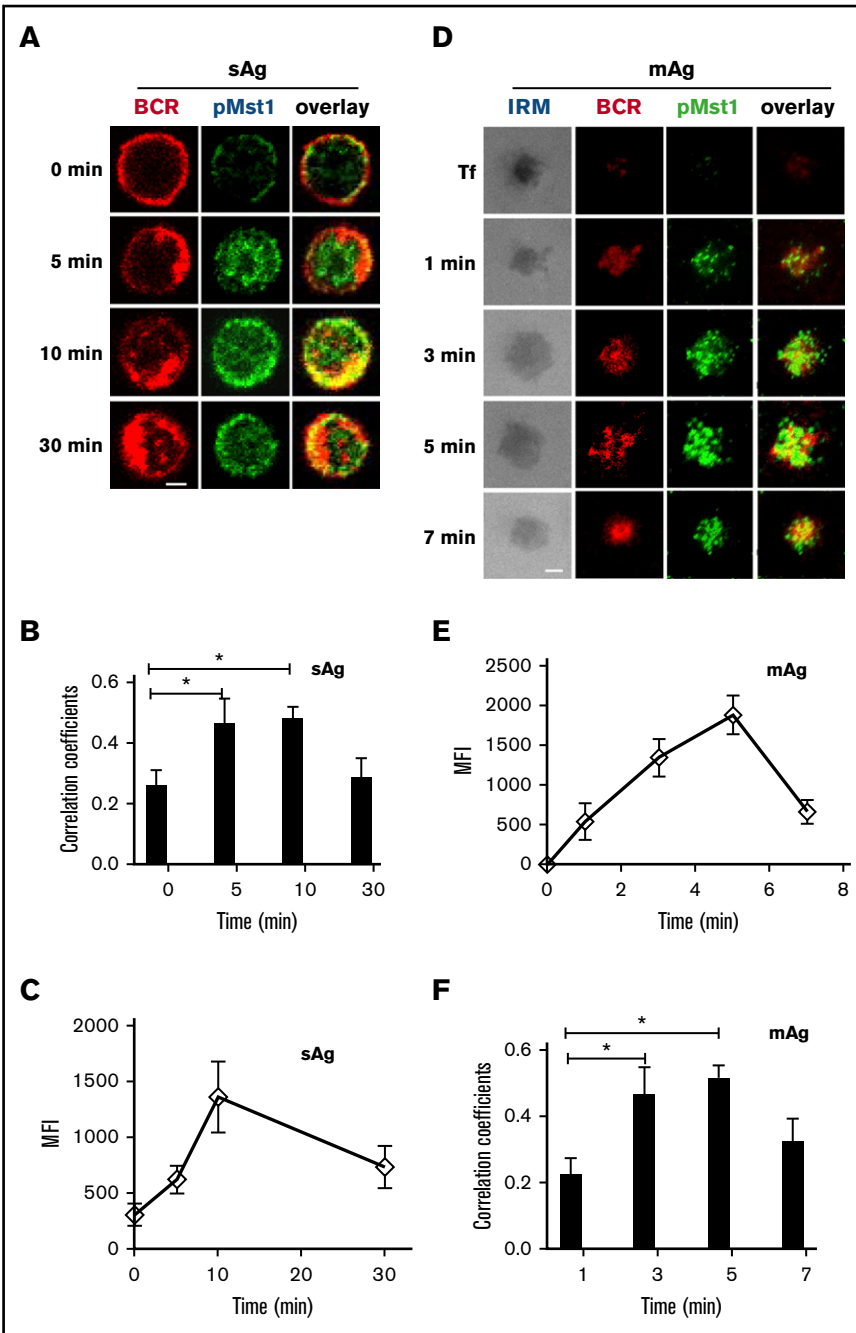 A
sAg
BCR pMst1 overlay
0 min
5 min
10 min
30 min
D
mAg
IRM BCR pMst1 overlay
Tf
1 min
3 min
5 min
7 min
B
sAg
* *
Correlation coefficients
0.6
0.4
0.2
0.0
0 5 10 30
Time (min)
E
mAg
MFI
2500
2000
1500
1000
500
0
0 2 4 6 8
Time (min)
C
sAg
MFI
2000
1500
1000
500
0
0 10 20 30
Time (min)
F
mAg
* *
Correlation coefficients
0.6
0.4
0.2
0.0
1 3 5 7
Time (min)